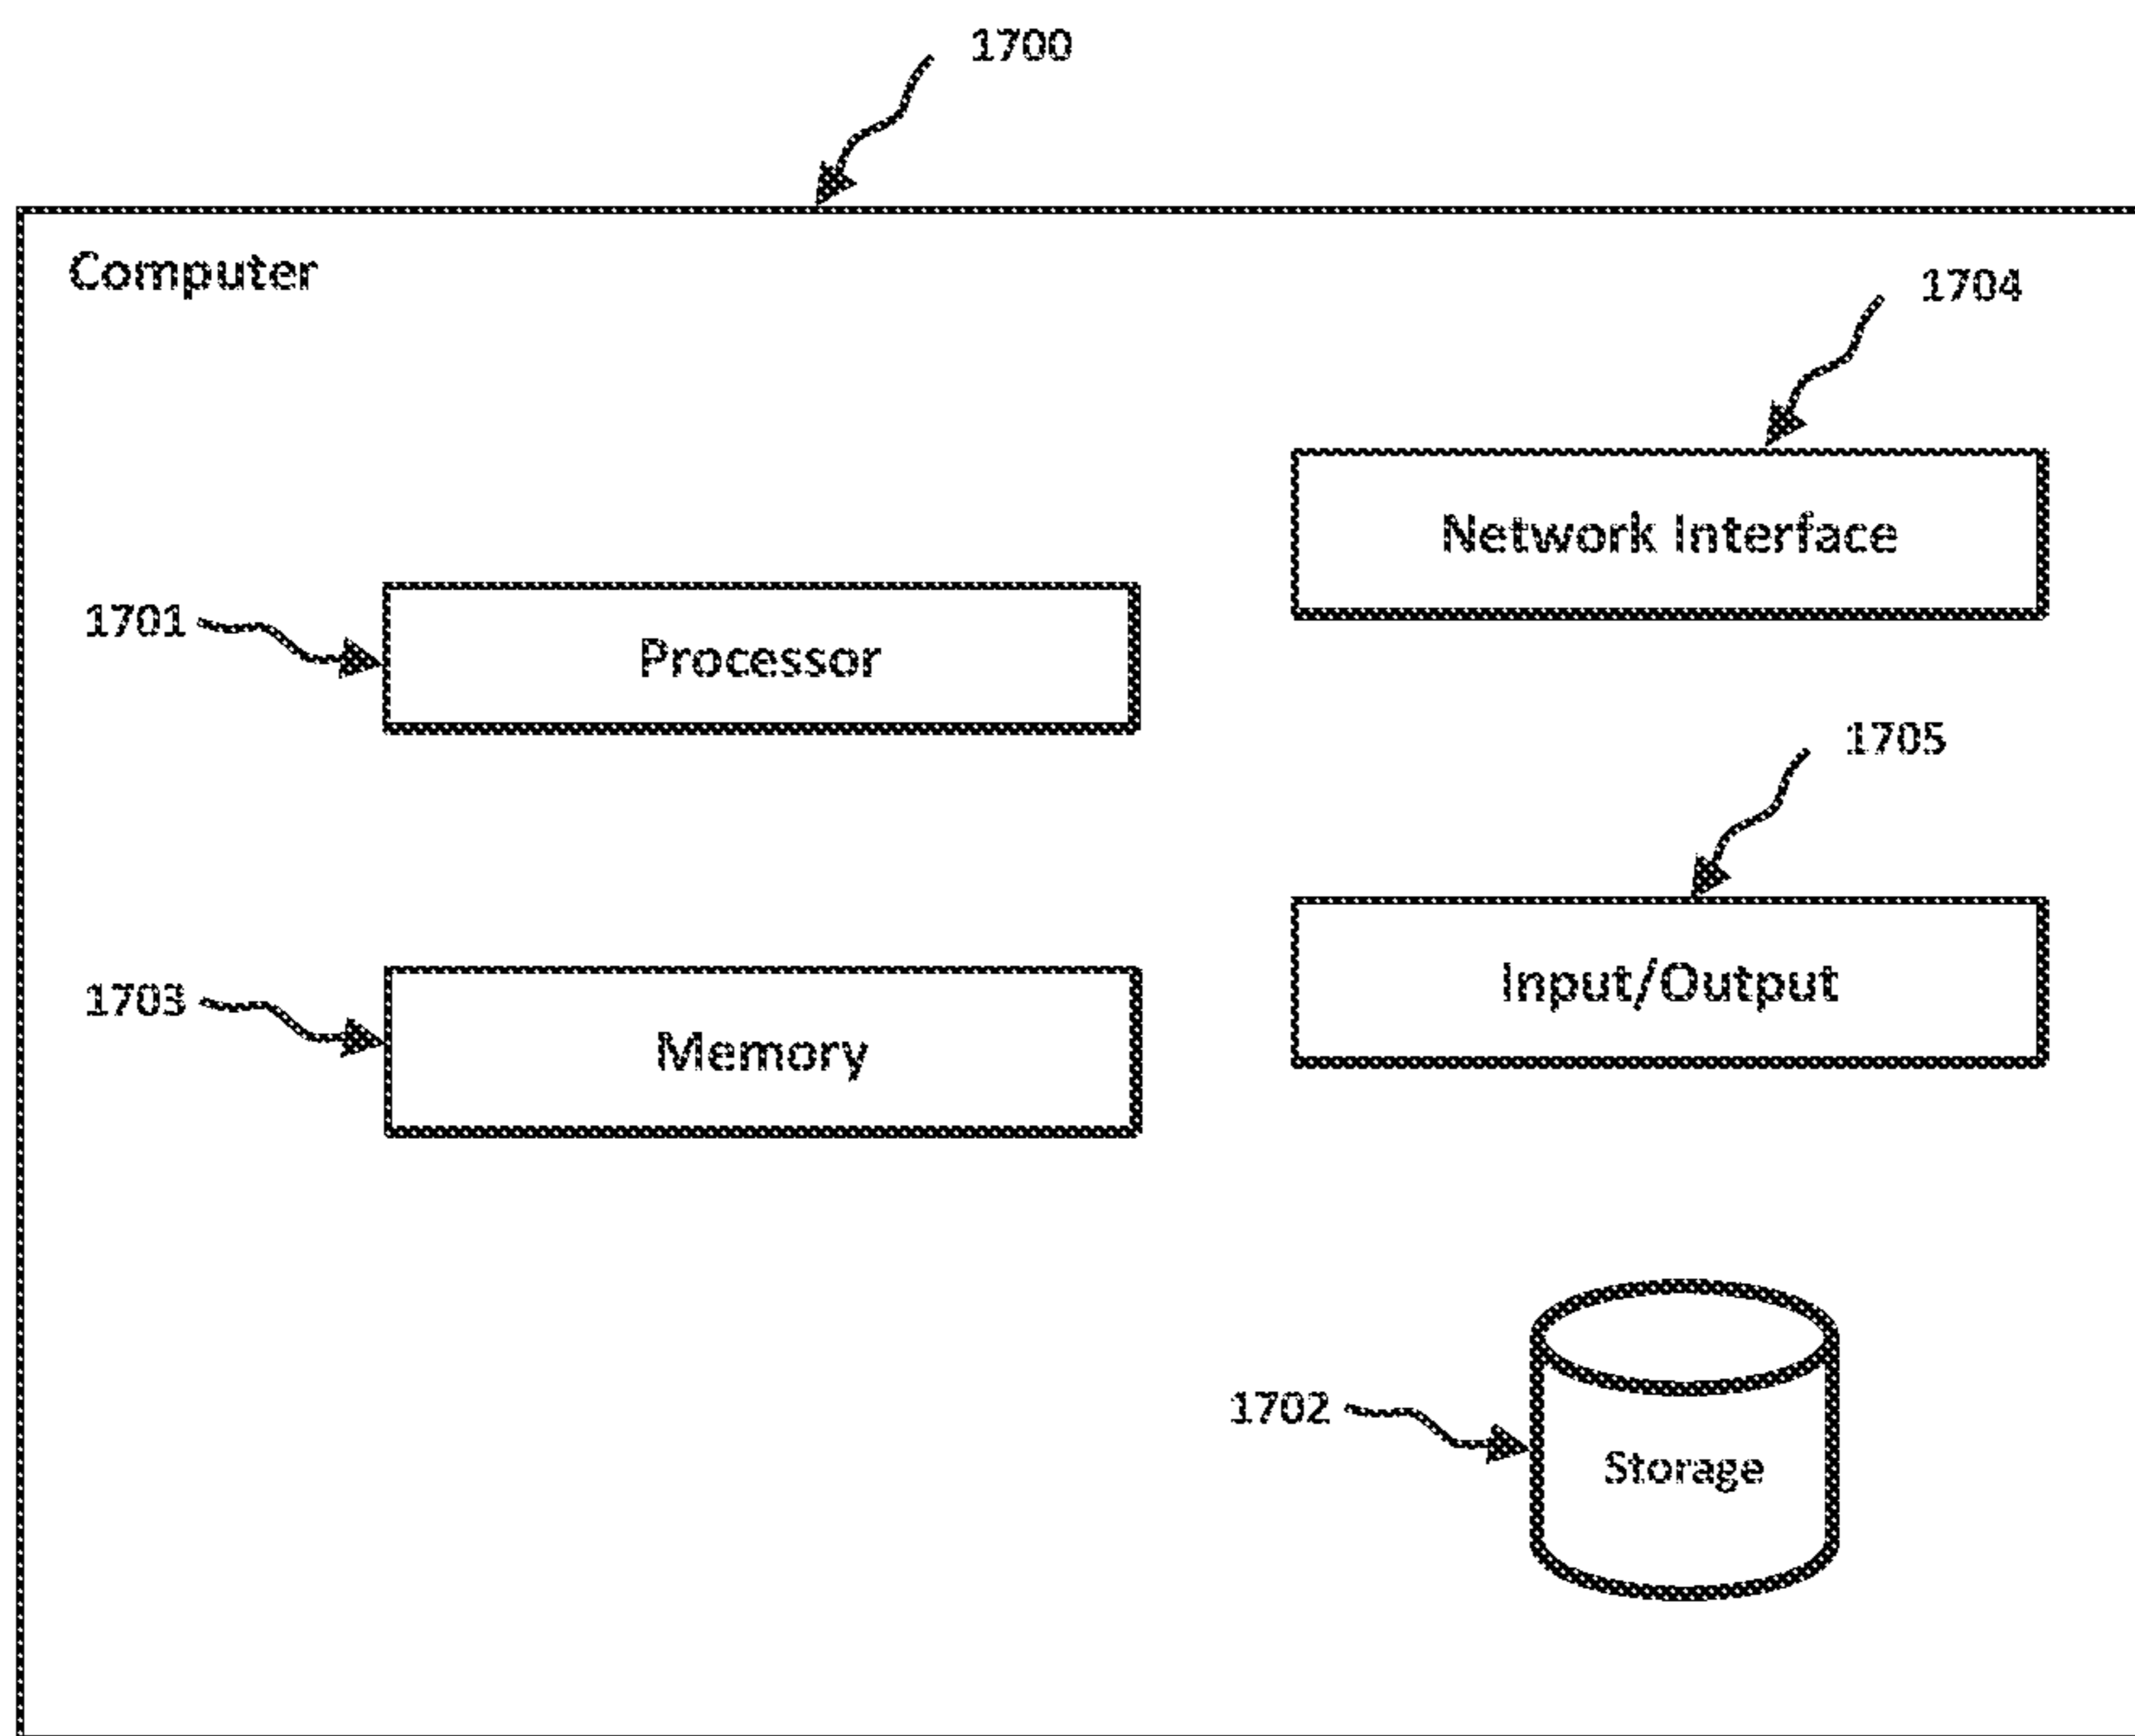 1700
Computer
1704
Network Interface
1701
Processor
1705
Input/Output
1703
Memory
1702
Storage